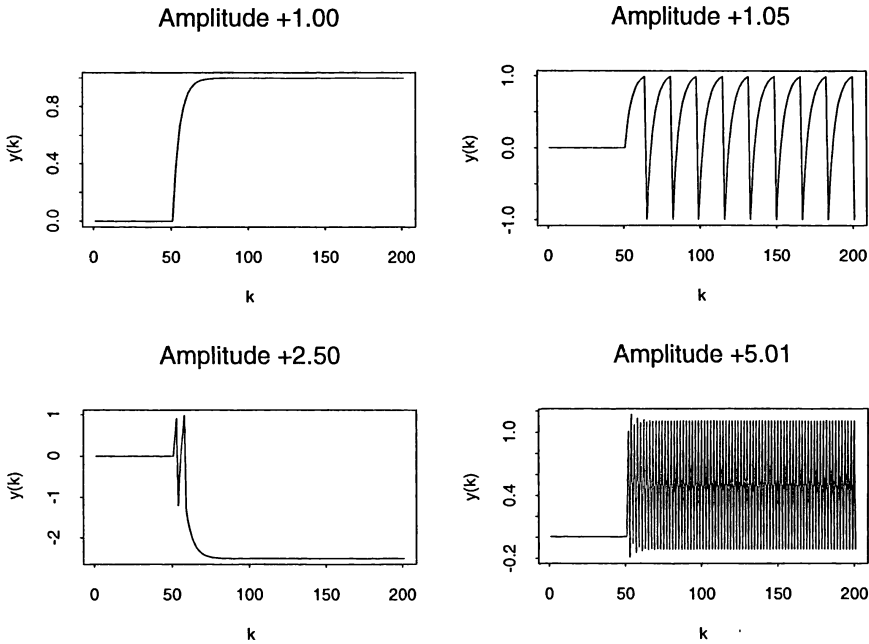 Amplitude +1.00
y(k)
0.8
0.4
0.0
0 50 100 150 200
k
Amplitude +1.05
y(k)
1.0
0.0
-1.0
0 50 100 150 200
k
Amplitude +2.50
y(k)
1
0
-1
-2
0 50 100 150 200
k
Amplitude +5.01
y(k)
1.0
0.4
-0.2
0 50 100 150 200
k